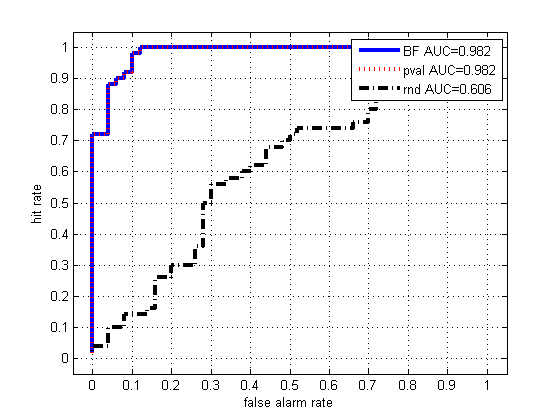 BF AUC=0.982
pval AUC=0.982
rnd AUC=0.606
1
0.9
0.8
0.7
0.6
0.5
0.4
0.3
0.2
0.1
0
hit rate
0 0.1 0.2 0.3 0.4 0.5 0.6 0.7 0.8 0.9 1
false alarm rate